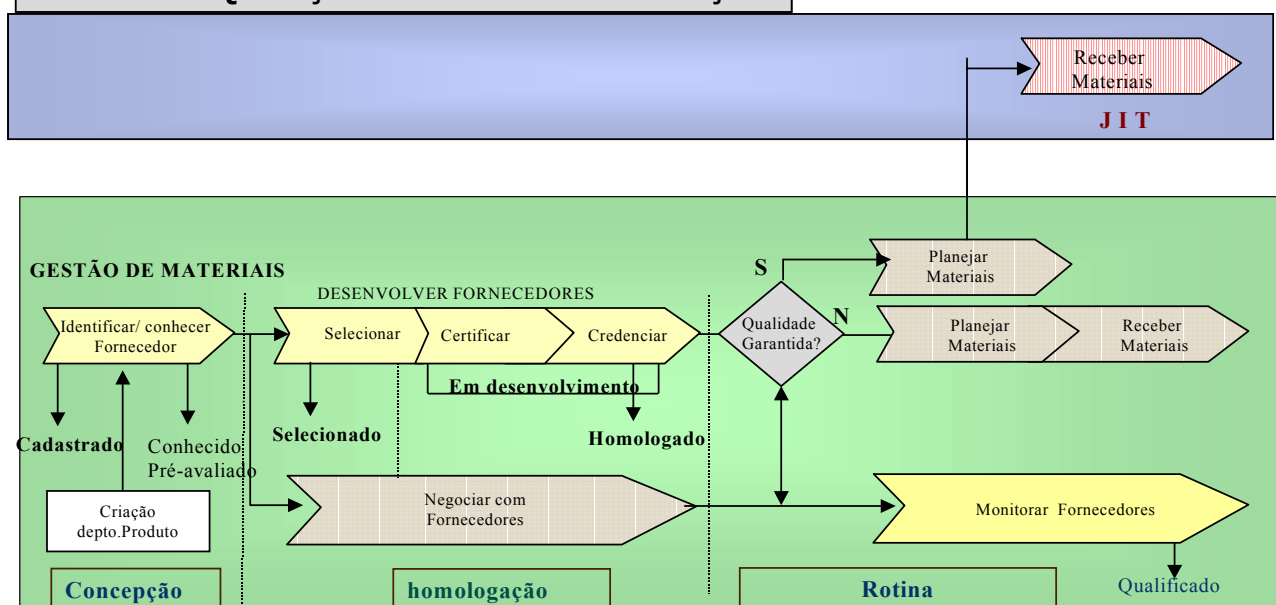 Receber
Materiais
J I T
GESTÃO DE MATERIAIS
DESENVOLVER FORNECEDORES
Identificar/ conhecer
Fornecedor
Selecionar
Certificar
Credenciar
S
N
Qualidade
Garantida?
Planejar
Materiais
Planejar
Materiais
Receber
Materiais
Em desenvolvimento
Cadastrado
Conhecido
Pré-avaliado
Selecionado
Homologado
Criação
depto.Produto
Negociar com
Fornecedores
Monitorar Fornecedores
Qualificado
Concepção
homologação
Rotina